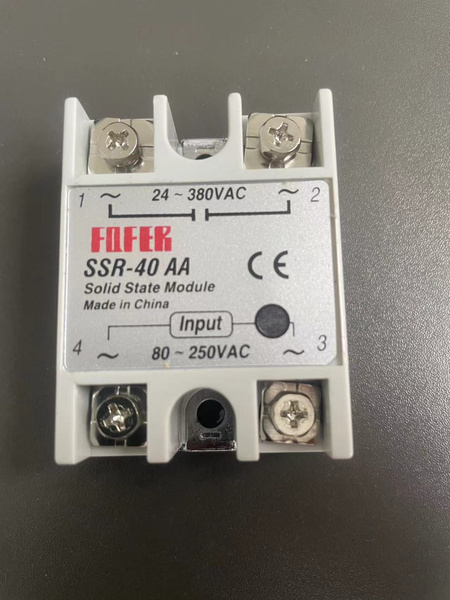 1 ~ 24 ~ 380VAC ~ 2
FQFER
SSR-40 AA
CE
Solid State Module
Made in China
Input
4 ~ 80 ~ 250VAC ~ 3